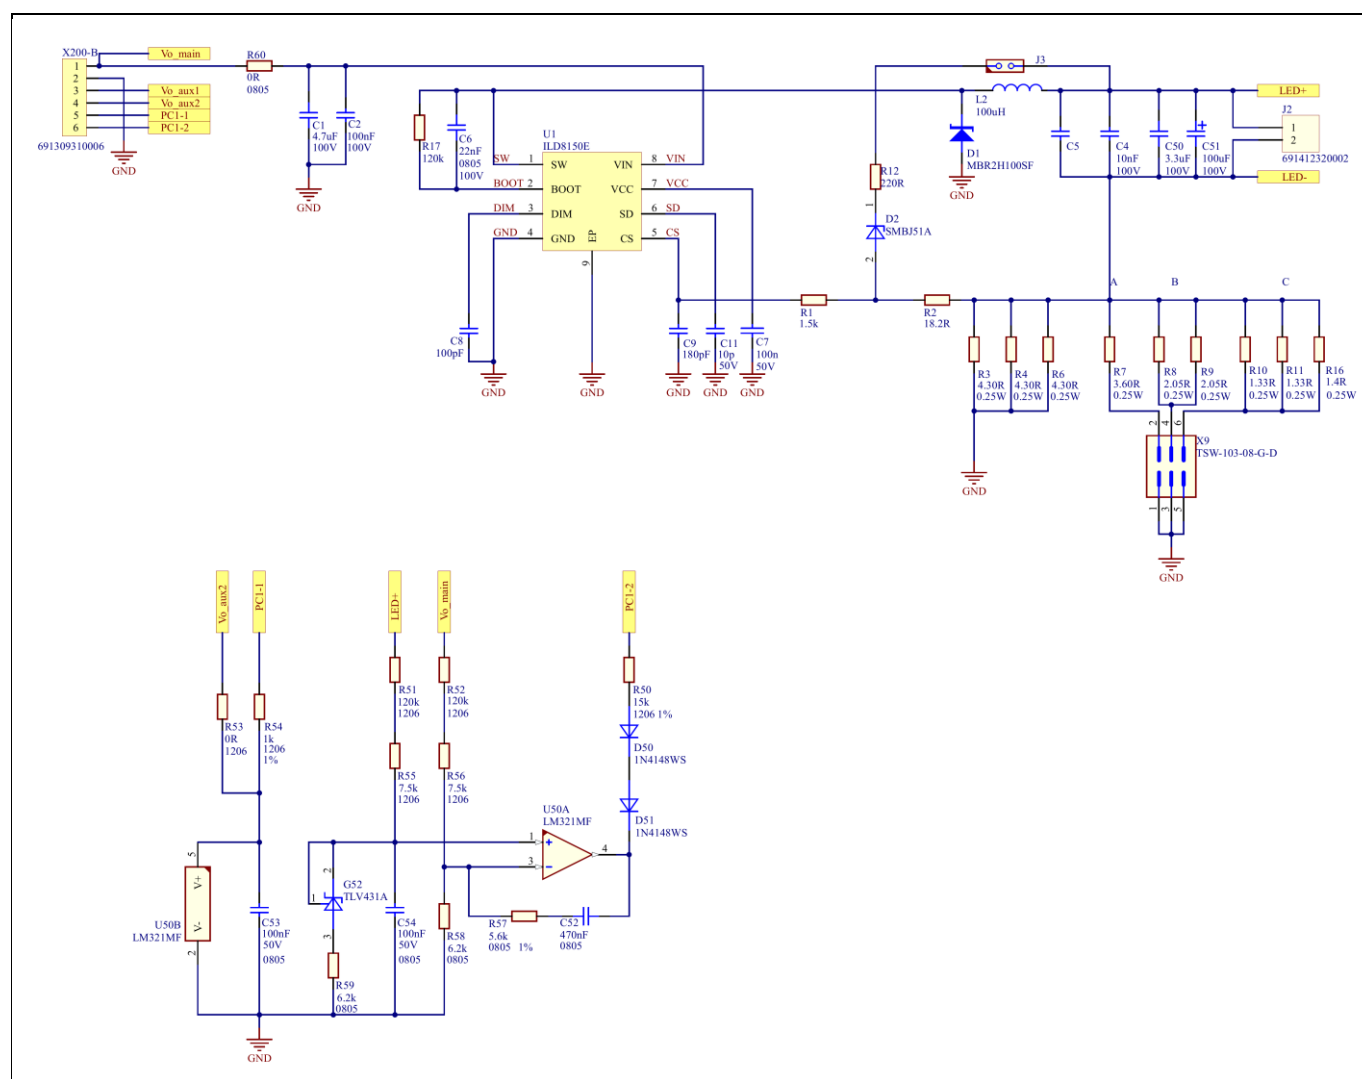 X200-B
1
2
3
4
5
6
691309310006
Vo_main
Vo_aux1
Vo_aux2
PC1-1
PC1-2
GND
R60
0R
0805
C1
4.7uF
100V
C2
100nF
100V
GND
R17
120k
C6
22nF
0805
100V
U1
ILD8150E
SW 1 SW VIN 8 VIN
BOOT 2 BOOT VCC 7 VCC
DIM 3 DIM SD 6 SD
GND 4 GND EP CS 5 CS
9
C8
100pF
GND
GND
C9
180pF
GND
C11
10p
50V
GND
C7
100n
50V
GND
J3
L2
100uH
D1
MBR2H100SF
GND
R12
220R
1
D2
SMBJ51A
2
C5
C4
10nF
100V
C50
3.3uF
100V
C51
100uF
100V
LED+
J2
1
2
691412320002
LED-
R1
1.5k
R2
18.2R
A
B
C
R3
4.30R
0.25W
R4
4.30R
0.25W
R6
4.30R
0.25W
R7
3.60R
0.25W
R8
2.05R
0.25W
R9
2.05R
0.25W
R10
1.33R
0.25W
R11
1.33R
0.25W
R16
1.4R
0.25W
GND
2
4
6
X9
TSW-103-08-G-D
1
3
5
GND
Vo_aux2
PC1-1
LED+
Vo_main
PC1-2
R53
0R
1206
R54
1k
1206
1%
R51
120k
1206
R52
120k
1206
R50
15k
1206 1%
D50
1N4148WS
R55
7.5k
1206
R56
7.5k
1206
D51
1N4148WS
U50A
LM321MF
1
+
3
-
4
5
V+
V-
2
U50B
LM321MF
C53
100nF
50V
0805
2
1
G52
TLV431A
3
C54
100nF
50V
0805
R58
6.2k
0805
R57
5.6k
0805 1%
C52
470nF
0805
R59
6.2k
0805
GND